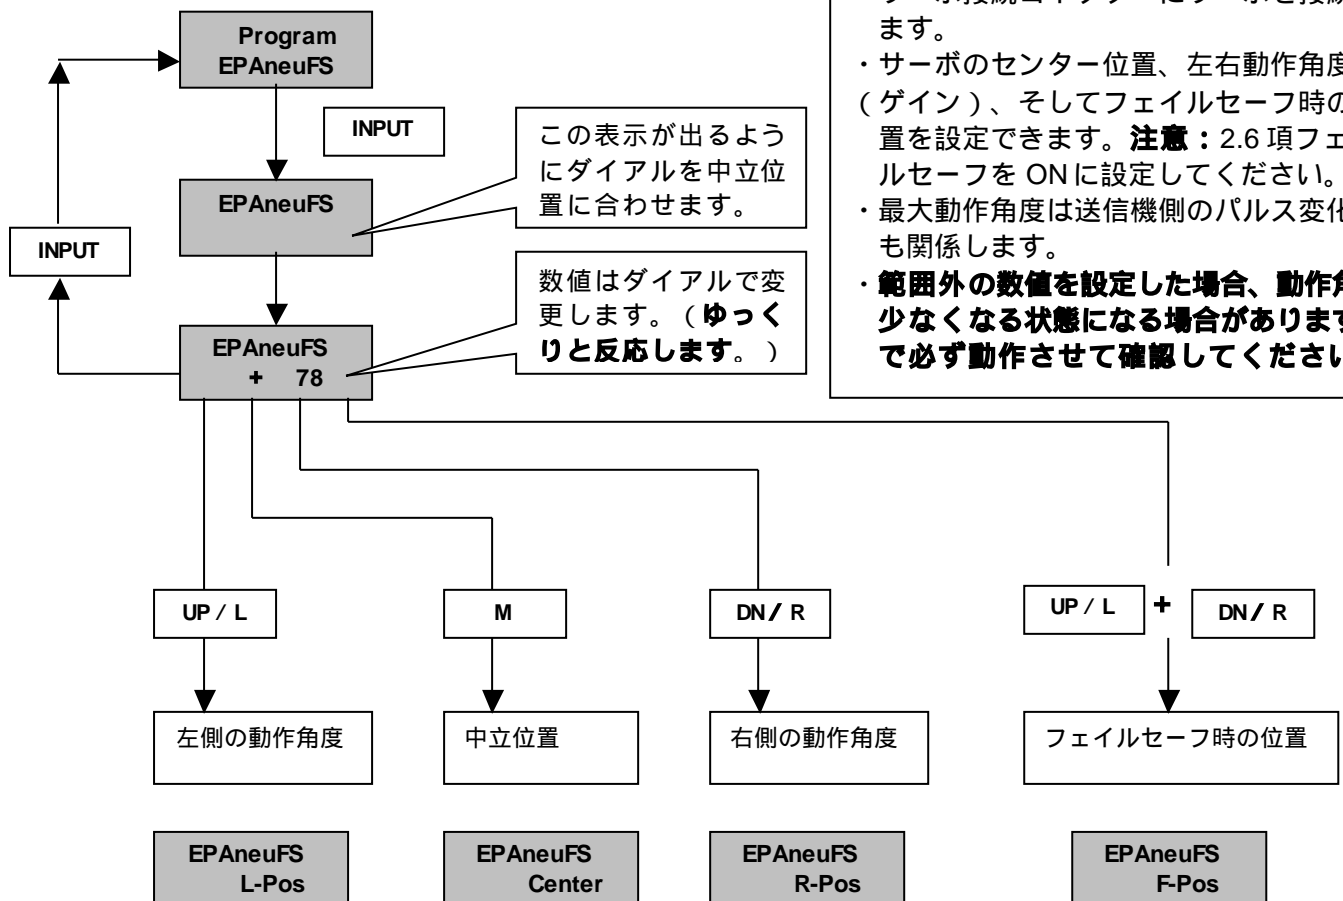 Program
EPAneuFS
INPUT
EPAneuFS
INPUT
EPAneuFS
+ 78
この表示が出るよう
にダイアルを中立位
置に合わせます。
数値はダイアルで変
更します。(ゆっく
りと反応します。)
ます。
・サーボのセンター位置、左右動作角度
(ゲイン)、そしてフェイルセーフ時の
置を設定できます。注意：2.6 項フェ
ルセーフを ON に設定してください。
・最大動作角度は送信機側のパルス変化
も関係します。
・範囲外の数値を設定した場合、動作角
少なくなる状態になる場合があります
で必ず動作させて確認してください
UP / L
M
DN / R
UP / L + DN / R
左側の動作角度
中立位置
右側の動作角度
フェイルセーフ時の位置
EPAneuFS
L-Pos
EPAneuFS
Center
EPAneuFS
R-Pos
EPAneuFS
F-Pos